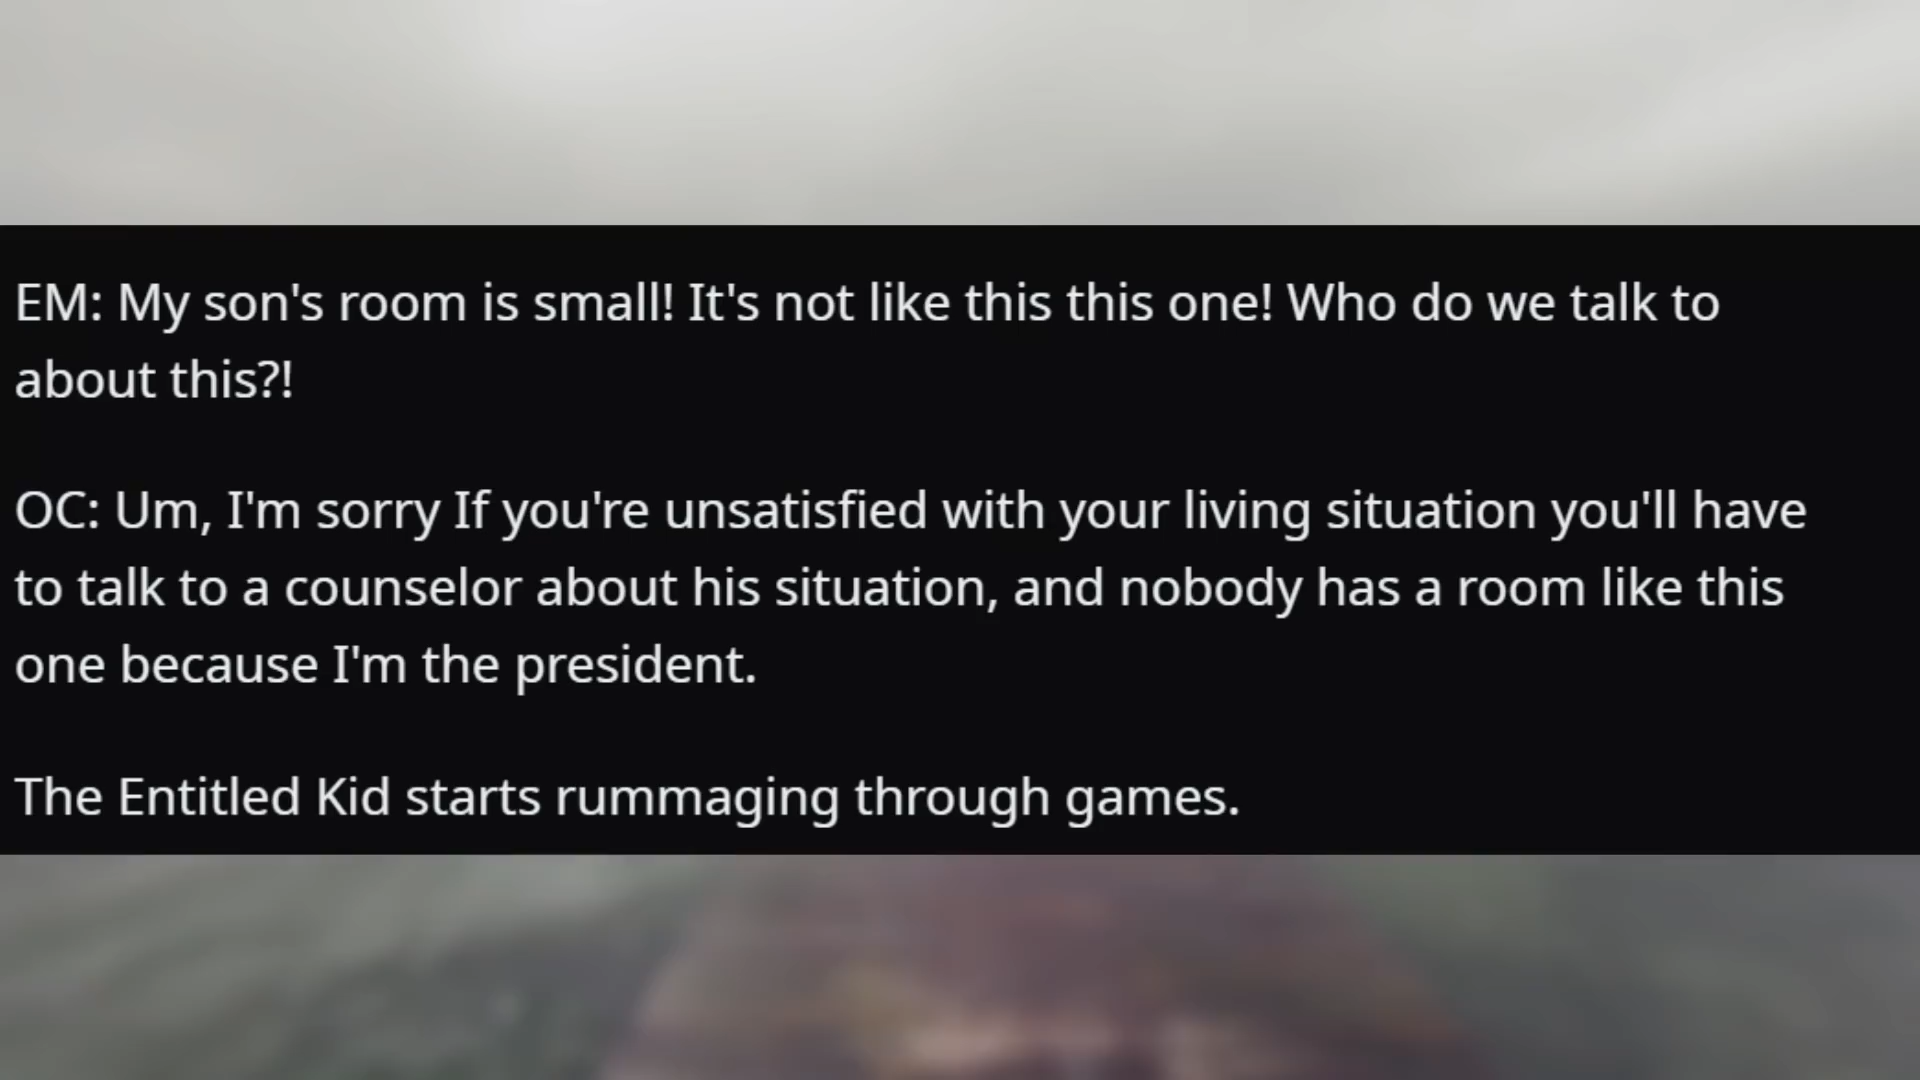 EM: My son's room is small! It's not like this this one! Who do we talk to
about this?!
OC: Um, I'm sorry If you're unsatisfied with your living situation you'll have
to talk to a counselor about his situation, and nobody has a room like this
one because I'm the president.
The Entitled Kid starts rummaging through games.